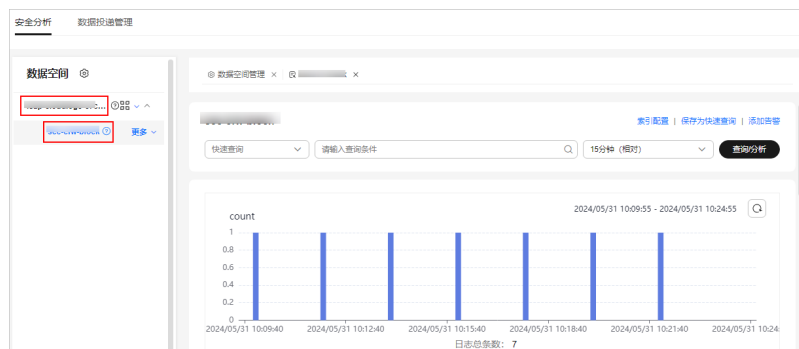 安全分析 数据投递管理
数据空间
数据空间管理
更多
索引配置 | 保存为快速查询 | 添加告警
快速查询 请输入查询条件 15分钟（相对） 查询/分析
2024/05/31 10:09:55 - 2024/05/31 10:24:55
count
1
0.8
0.6
0.4
0.2
0
2024/05/31 10:09:40 2024/05/31 10:12:40 2024/05/31 10:15:40 2024/05/31 10:18:40 2024/05/31 10:21:40 2024/05/31 10:24:
日志总条数： 7